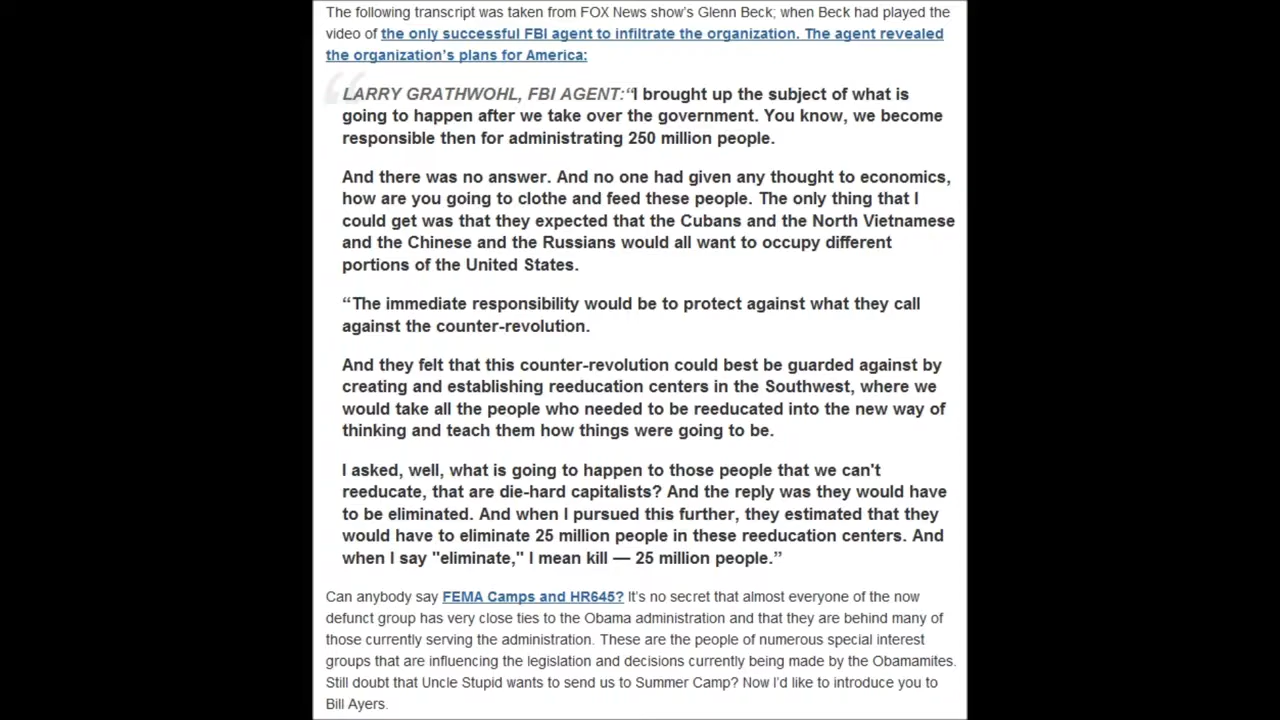 The following transcript was taken from FOX News show's Glenn Beck; when Beck had played the
video of the only successful FBI agent to infiltrate the organization. The agent revealed
the organization's plans for America:
“
LARRY GRATHWOHL, FBI AGENT:“I brought up the subject of what is
going to happen after we take over the government. You know, we become
responsible then for administrating 250 million people.
And there was no answer. And no one had given any thought to economics,
how are you going to clothe and feed these people. The only thing that I
could get was that they expected that the Cubans and the North Vietnamese
and the Chinese and the Russians would all want to occupy different
portions of the United States.
“The immediate responsibility would be to protect against what they call
against the counter-revolution.
And they felt that this counter-revolution could best be guarded against by
creating and establishing reeducation centers in the Southwest, where we
would take all the people who needed to be reeducated into the new way of
thinking and teach them how things were going to be.
I asked, well, what is going to happen to those people that we can't
reeducate, that are die-hard capitalists? And the reply was they would have
to be eliminated. And when I pursued this further, they estimated that they
would have to eliminate 25 million people in these reeducation centers. And
when I say "eliminate," I mean kill — 25 million people.”
Can anybody say FEMA Camps and HR645? It's no secret that almost everyone of the now
defunct group has very close ties to the Obama administration and that they are behind many of
those currently serving the administration. These are the people of numerous special interest
groups that are influencing the legislation and decisions currently being made by the Obamamites.
Still doubt that Uncle Stupid wants to send us to Summer Camp? Now I'd like to introduce you to
Bill Ayers.